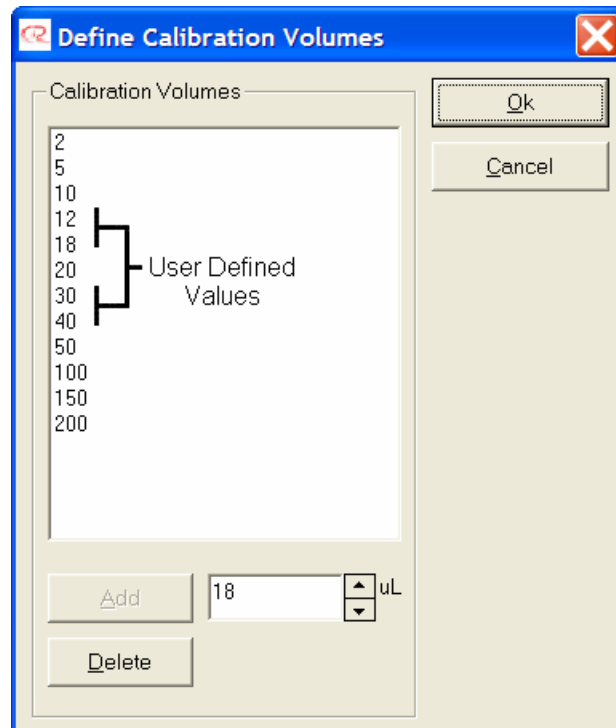 Define Calibration Volumes
Calibration Volumes
Ok
Cancel
2
5
10
12
18
20
30
40
50
100
150
200
User Defined
Values
Add
18
uL
Delete